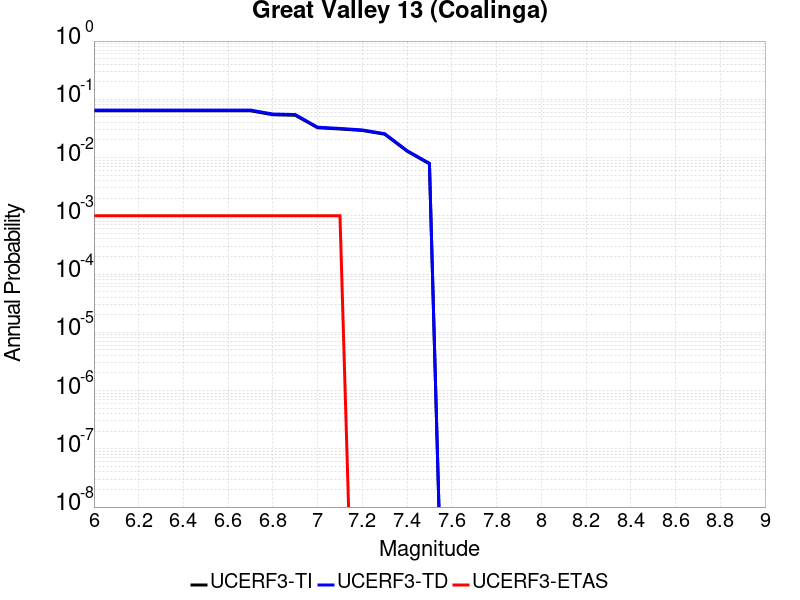 Great Valley 13 (Coalinga)
10^0
10^-1
10^-2
10^-3
10^-4
10^-5
10^-6
10^-7
10^-8
Annual Probability
6 6.2 6.4 6.6 6.8 7 7.2 7.4 7.6 7.8 8 8.2 8.4 8.6 8.8 9
Magnitude
UCERF3-TI UCERF3-TD UCERF3-ETAS